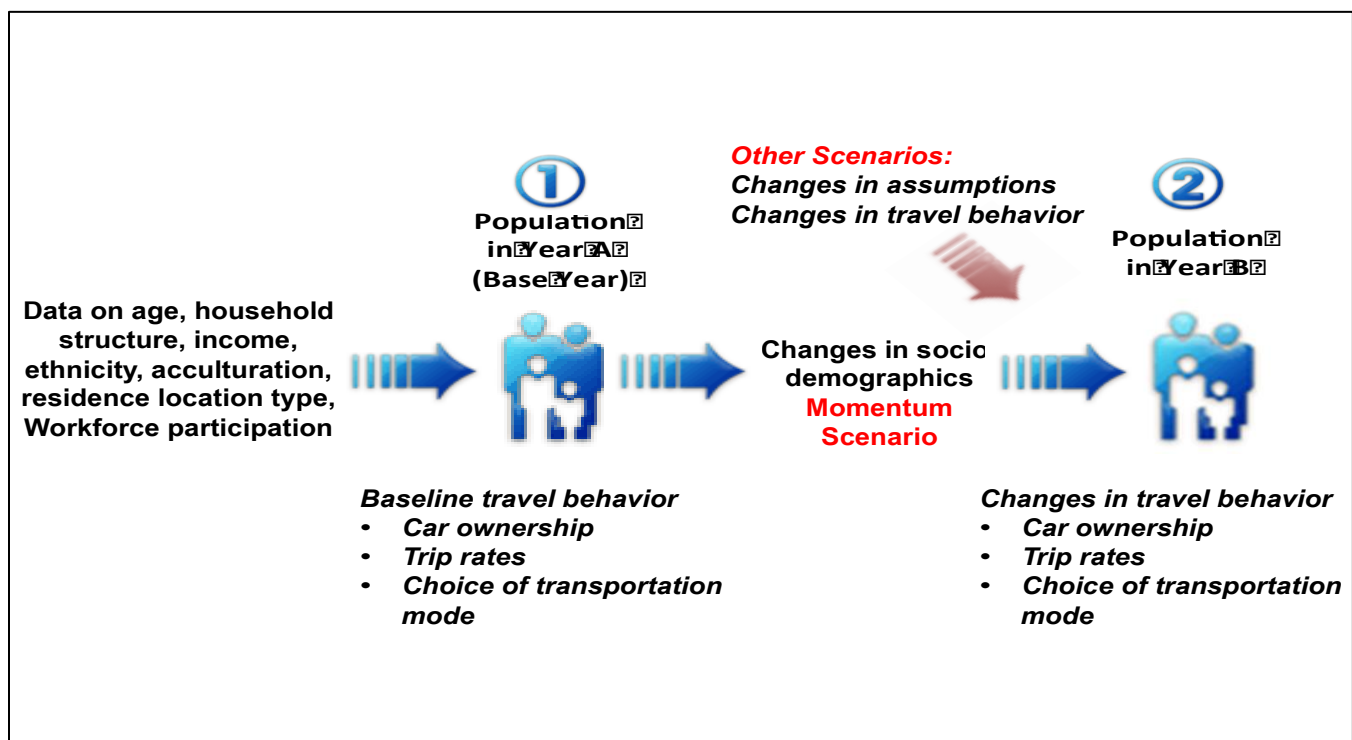 Other Scenarios:
Changes in assumptions
Changes in travel behavior
1
Population
in Year A
(Base Year)
2
Population
in Year B
Data on age, household
structure, income,
ethnicity, acculturation,
residence location type,
Workforce participation
Changes in socio
demographics
Momentum
Scenario
Baseline travel behavior
• Car ownership
• Trip rates
• Choice of transportation
mode
Changes in travel behavior
• Car ownership
• Trip rates
• Choice of transportation
mode